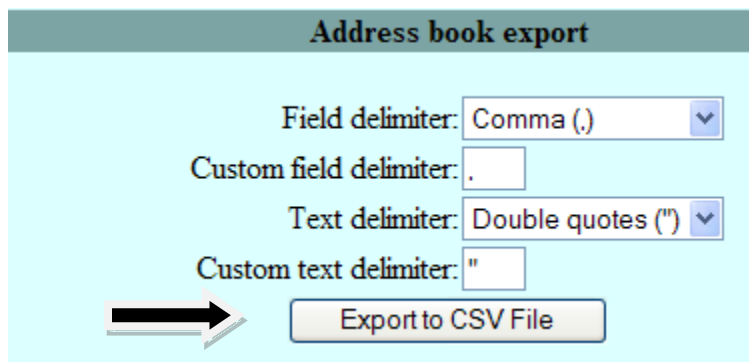 Address book export
Field delimiter: Comma (,)
Custom field delimiter: ,
Text delimiter: Double quotes (")
Custom text delimiter: "
Export to CSV File